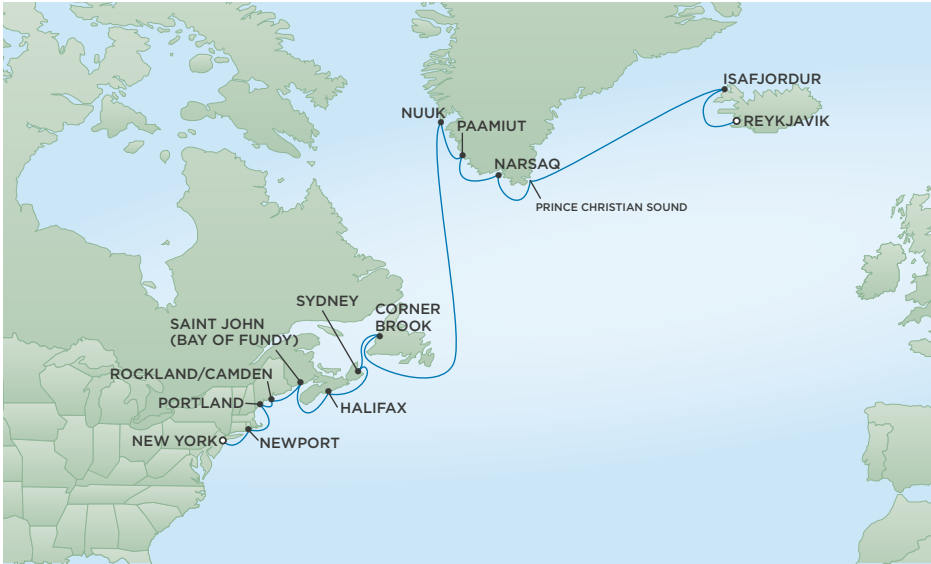 ISAFJORDUR
REYKJAVIK
NUUK
PAAMIUT
NARSAQ
PRINCE CHRISTIAN SOUND
SYDNEY
CORNER
BROOK
SAINT JOHN
(BAY OF FUNDY)
ROCKLAND/CAMDEN
PORTLAND
HALIFAX
NEW YORK
NEWPORT